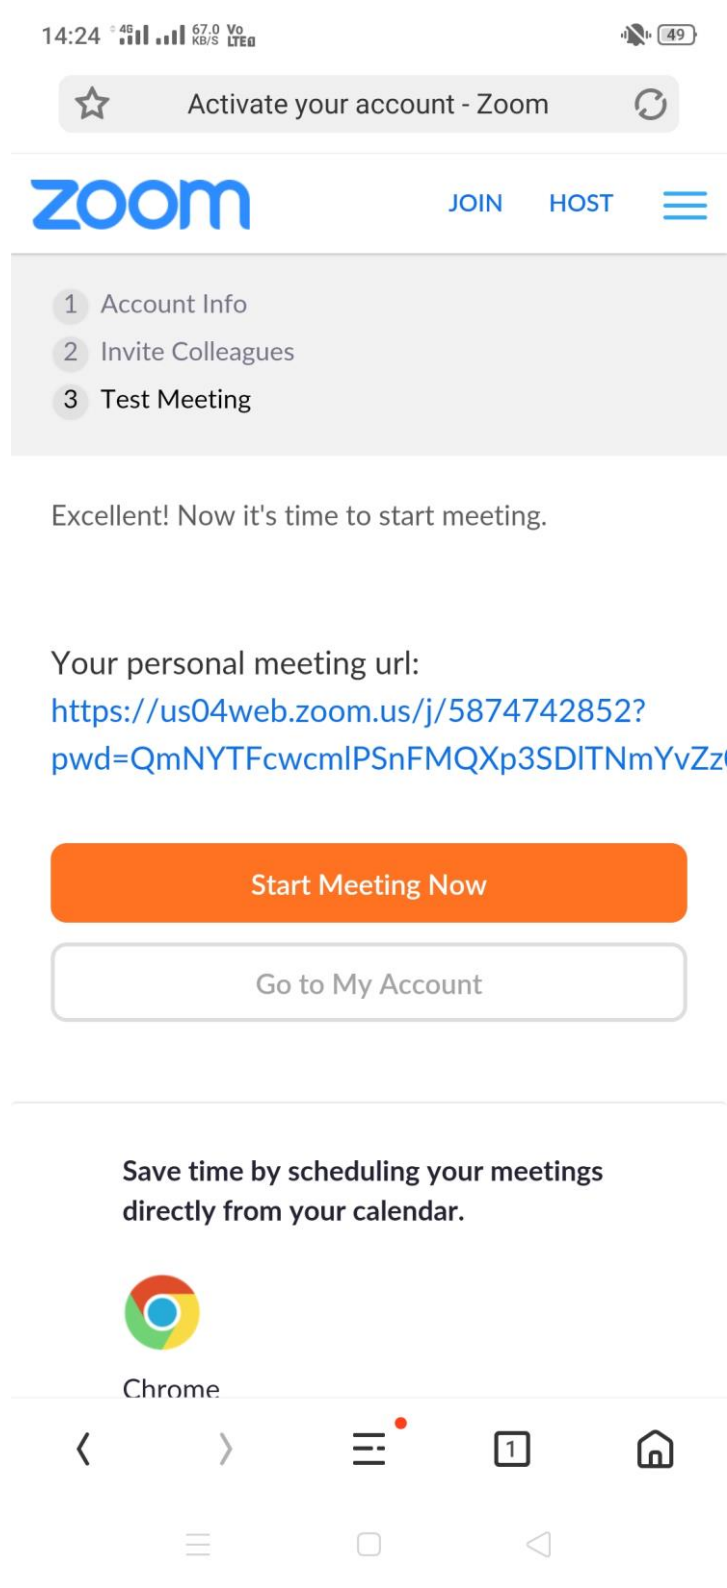 14:24 4G 67.0 KB/S Vo LTE 49
Activate your account - Zoom
zoom JOIN HOST
1 Account Info
2 Invite Colleagues
3 Test Meeting
Excellent! Now it's time to start meeting.
Your personal meeting url:
https://us04web.zoom.us/j/5874742852?
pwd=QmNYTFcwcmlPSnFMQXp3SDlTNmYvZz
Start Meeting Now
Go to My Account
Save time by scheduling your meetings
directly from your calendar.
Chrome
1